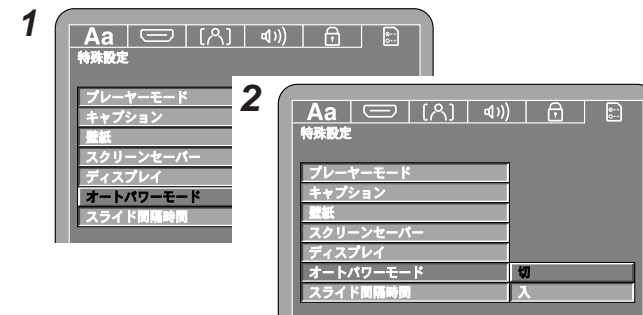 1
Aa
特殊設定
プレーヤーモード
キャプション
壁紙
スクリーンセーバー
ディスプレイ
オートパワーモード
スライド間隔時間
2
Aa
特殊設定
プレーヤーモード
キャプション
壁紙
スクリーンセーバー
ディスプレイ
オートパワーモード 切
スライド間隔時間 入